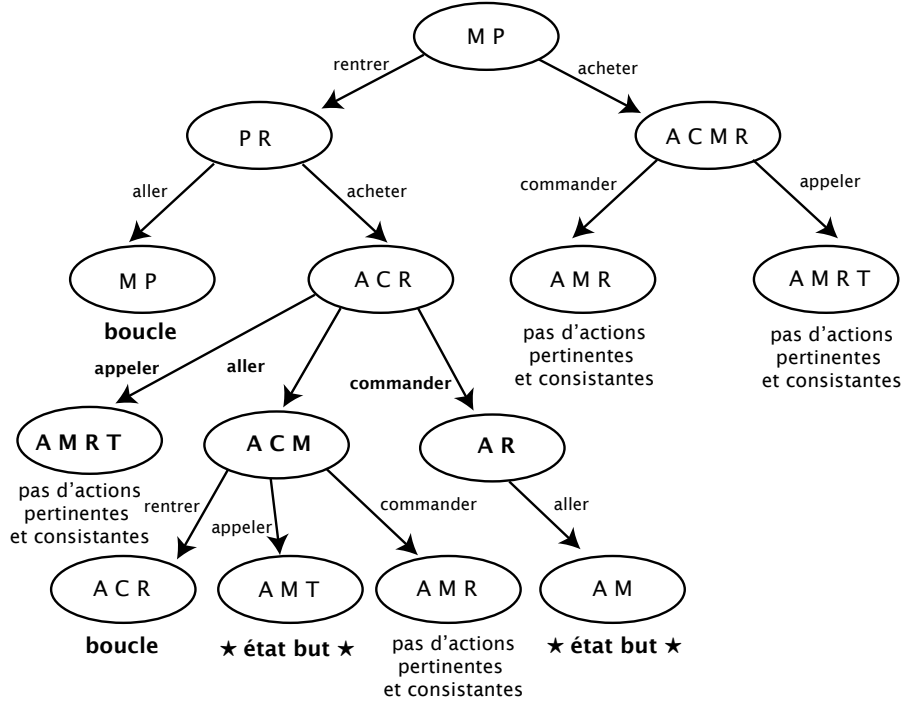 M P
rentrer
acheter
P R
A C M R
aller
acheter
commander
appeler
M P
A C R
A M R
A M R T
boucle
pas d'actions
pertinentes
et consistantes
pas d'actions
pertinentes
et consistantes
appeler
aller
commander
A M R T
A C M
A R
pas d'actions
pertinentes
et consistantes
rentrer
appeler
commander
aller
A C R
A M T
A M R
A M
boucle
★ état but ★
pas d'actions
pertinentes
et consistantes
★ état but ★